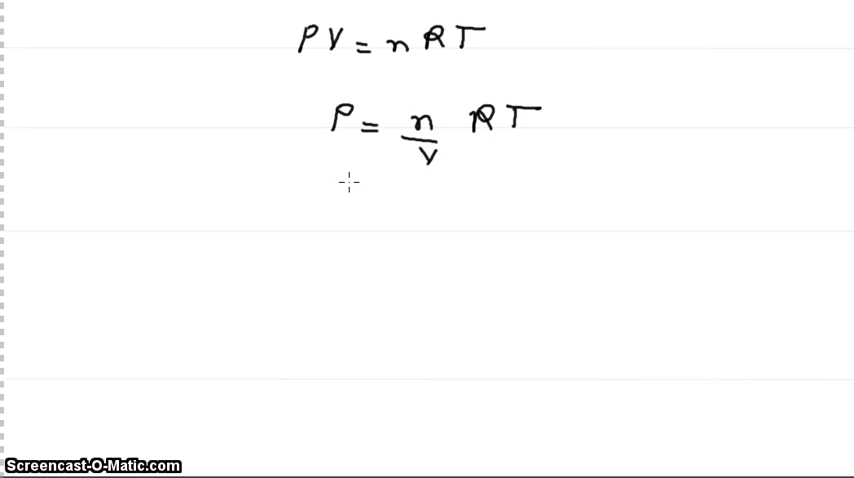 PV = nRT
P = n/V RT
Screencast-O-Matic.com